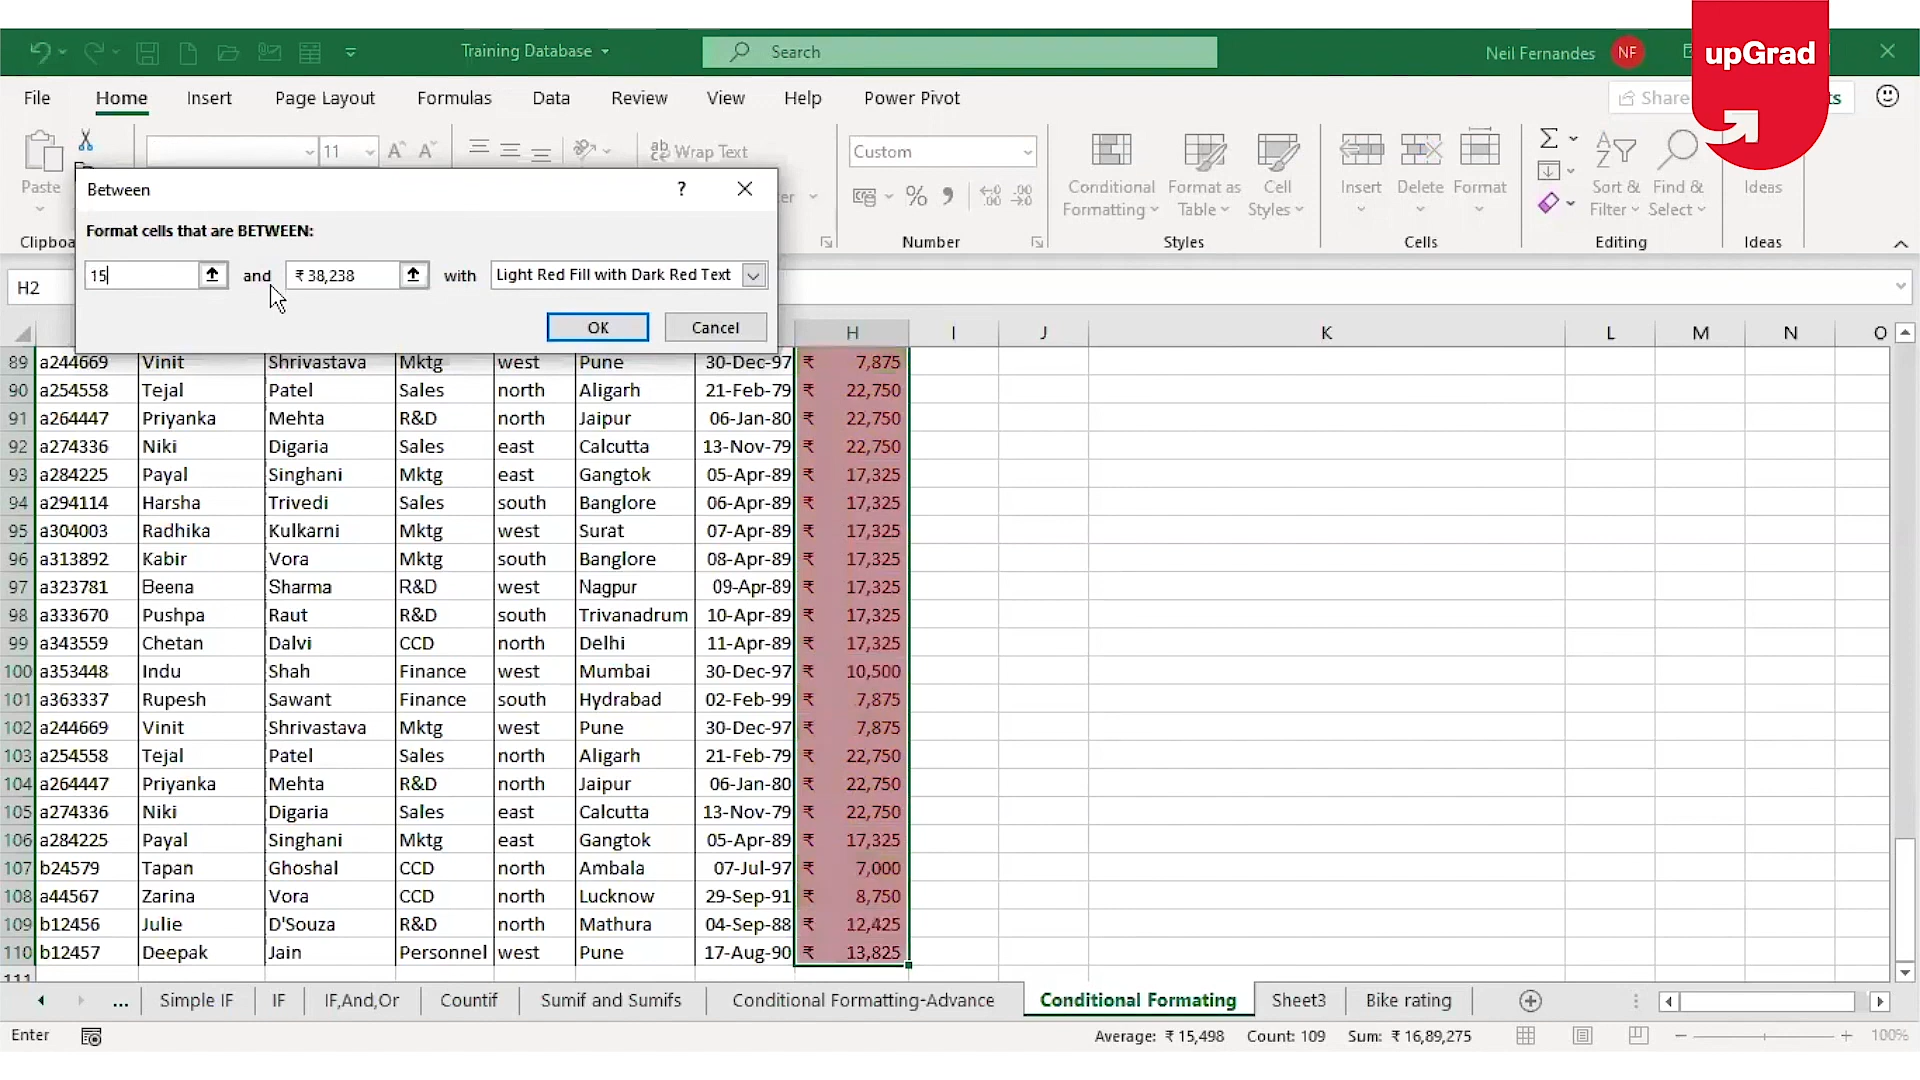 Training Database
Search
Neil Fernandes
NF
upGrad
File
Home
Insert
Page Layout
Formulas
Data
Review
View
Help
Power Pivot
Share
ts
Paste
11
Wrap Text
Custom
Conditional Formatting
Format as Table
Cell Styles
Insert
Delete
Format
Sort & Filter
Find & Select
Ideas
Clipboa
Number
Styles
Cells
Editing
Ideas
Between
?
Format cells that are BETWEEN:
15
and
₹ 38,238
with
Light Red Fill with Dark Red Text
OK
Cancel
H2
H I J K L M N O
89 a244669 Vinit Shrivastava Mktg west Pune 30-Dec-97 ₹ 7,875
90 a254558 Tejal Patel Sales north Aligarh 21-Feb-79 ₹ 22,750
91 a264447 Priyanka Mehta R&D north Jaipur 06-Jan-80 ₹ 22,750
92 a274336 Niki Digaria Sales east Calcutta 13-Nov-79 ₹ 22,750
93 a284225 Payal Singhani Mktg east Gangtok 05-Apr-89 ₹ 17,325
94 a294114 Harsha Trivedi Sales south Banglore 06-Apr-89 ₹ 17,325
95 a304003 Radhika Kulkarni Mktg west Surat 07-Apr-89 ₹ 17,325
96 a313892 Kabir Vora Mktg south Banglore 08-Apr-89 ₹ 17,325
97 a323781 Beena Sharma R&D west Nagpur 09-Apr-89 ₹ 17,325
98 a333670 Pushpa Raut R&D south Trivanadrum 10-Apr-89 ₹ 17,325
99 a343559 Chetan Dalvi CCD north Delhi 11-Apr-89 ₹ 17,325
100 a353448 Indu Shah Finance west Mumbai 30-Dec-97 ₹ 10,500
101 a363337 Rupesh Sawant Finance south Hydrabad 02-Feb-99 ₹ 7,875
102 a244669 Vinit Shrivastava Mktg west Pune 30-Dec-97 ₹ 7,875
103 a254558 Tejal Patel Sales north Aligarh 21-Feb-79 ₹ 22,750
104 a264447 Priyanka Mehta R&D north Jaipur 06-Jan-80 ₹ 22,750
105 a274336 Niki Digaria Sales east Calcutta 13-Nov-79 ₹ 22,750
106 a284225 Payal Singhani Mktg east Gangtok 05-Apr-89 ₹ 17,325
107 b24579 Tapan Ghoshal CCD north Ambala 07-Jul-97 ₹ 7,000
108 a44567 Zarina Vora CCD north Lucknow 29-Sep-91 ₹ 8,750
109 b12456 Julie D'Souza R&D north Mathura 04-Sep-88 ₹ 12,425
110 b12457 Deepak Jain Personnel west Pune 17-Aug-90 ₹ 13,825
111
... Simple IF IF IF,And,Or Countif Sumif and Sumifs Conditional Formatting-Advance Conditional Formating Sheet3 Bike rating
Enter
Average: ₹ 15,498 Count: 109 Sum: ₹ 16,89,275
100%